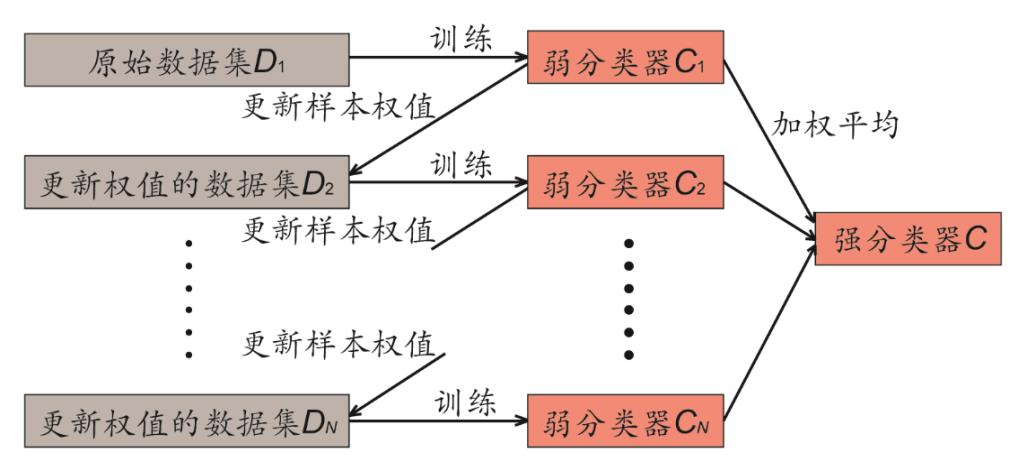 原始数据集D1
训练
弱分类器C1
更新样本权值
加权平均
更新权值的数据集D2
训练
弱分类器C2
更新样本权值
强分类器C
更新样本权值
更新权值的数据集DN
训练
弱分类器CN